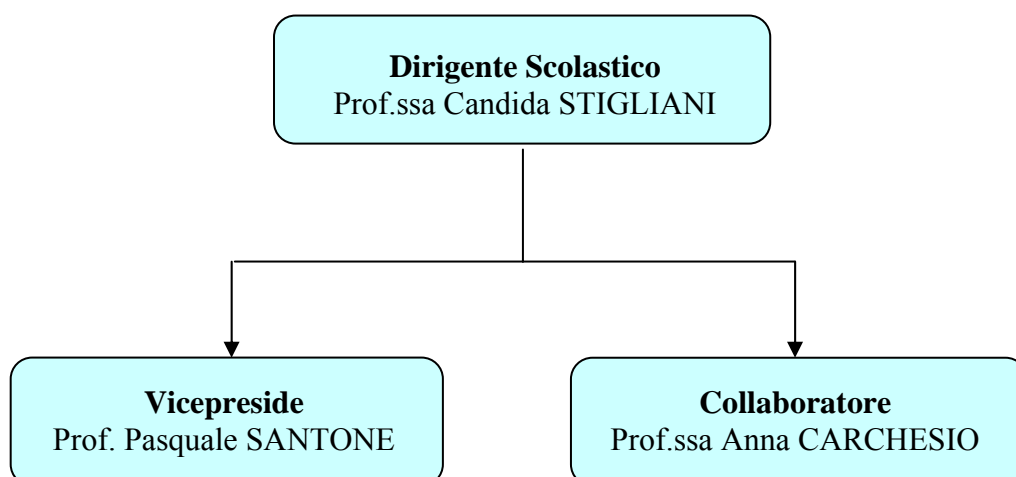 Dirigente Scolastico
Prof.ssa Candida STIGLIANI
Vicepreside
Prof. Pasquale SANTONE
Collaboratore
Prof.ssa Anna CARCHESIO